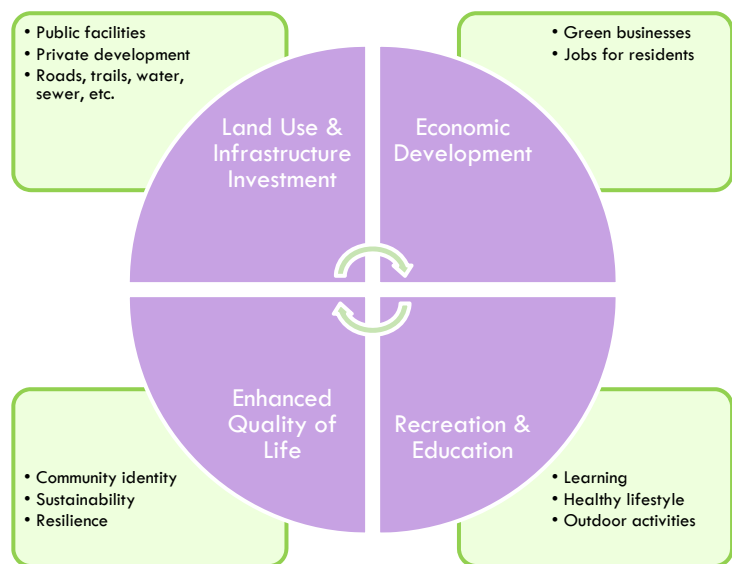 • Public facilities
• Private development
• Roads, trails, water,
sewer, etc.
• Green businesses
• Jobs for residents
Land Use &
Infrastructure
Investment
Economic
Development
Enhanced
Quality of
Life
Recreation &
Education
• Community identity
• Sustainability
• Resilience
• Learning
• Healthy lifestyle
• Outdoor activities